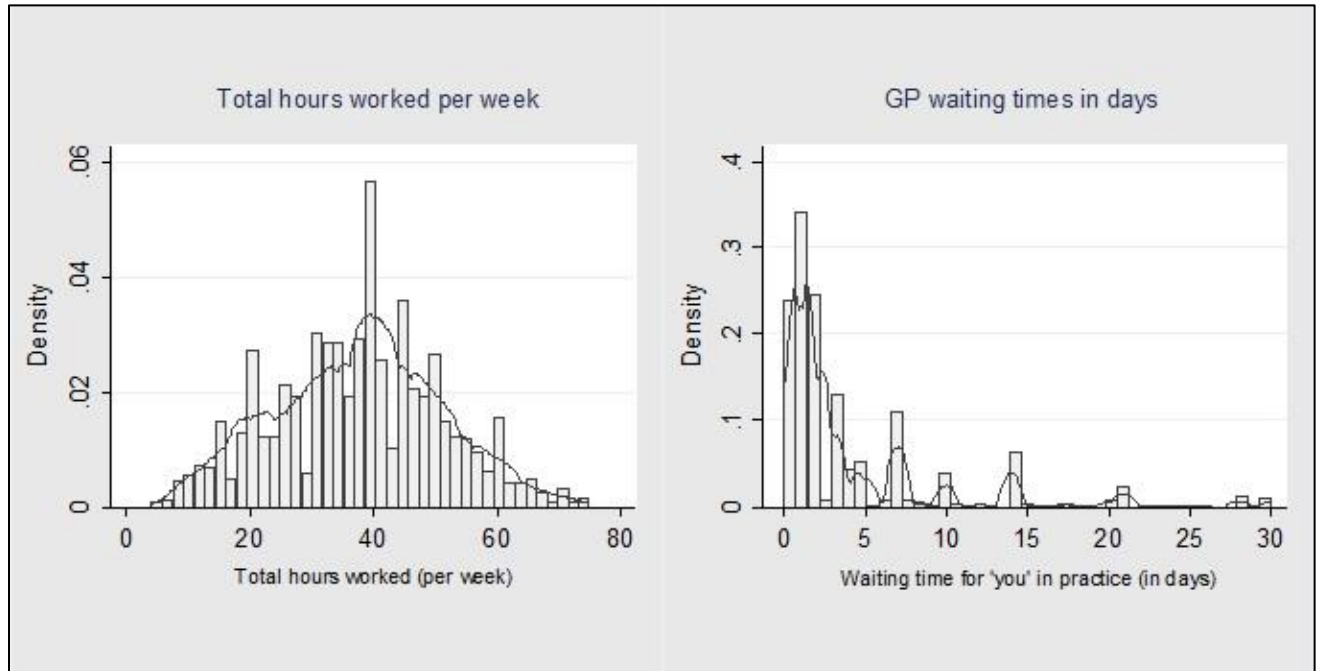 Total hours worked per week
.06
.04
.02
0
Density
0 20 40 60 80
Total hours worked (per week)
GP waiting times in days
.4
.3
.2
.1
0
Density
0 5 10 15 20 25 30
Waiting time for 'you' in practice (in days)